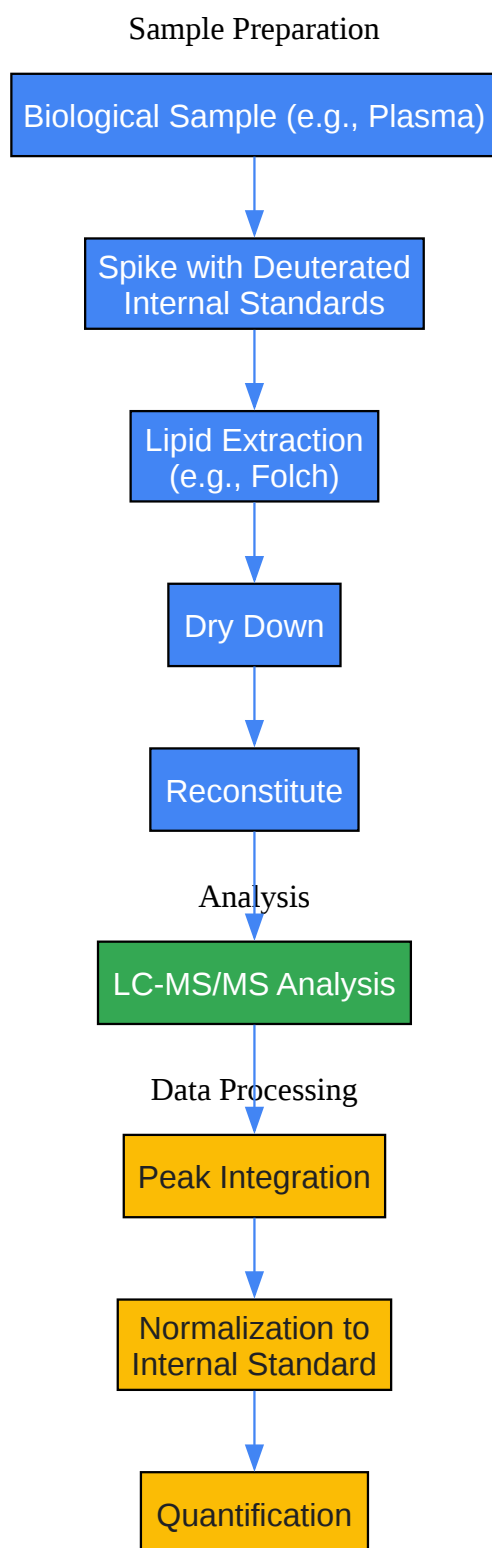 Sample Preparation
Biological Sample (e.g., Plasma)
Spike with Deuterated
Internal Standards
Lipid Extraction
(e.g., Folch)
Dry Down
Reconstitute
Analysis
LC-MS/MS Analysis
Data Processing
Peak Integration
Normalization to
Internal Standard
Quantification